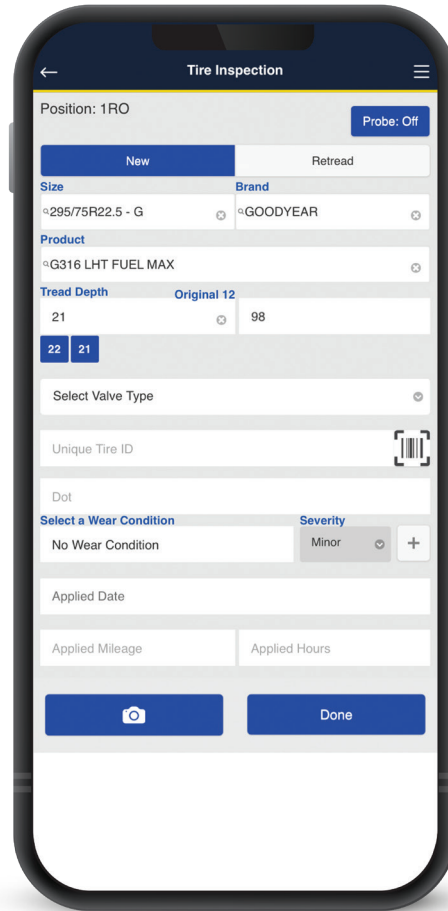 Tire Inspection
Position: 1RO
Probe: Off
New
Retread
Size
Brand
295/75R22.5 - G
GOODYEAR
Product
G316 LHT FUEL MAX
Tread Depth
Original 12
21
98
22
21
Select Valve Type
Unique Tire ID
Dot
Select a Wear Condition
Severity
No Wear Condition
Minor
+
Applied Date
Applied Mileage
Applied Hours
Done